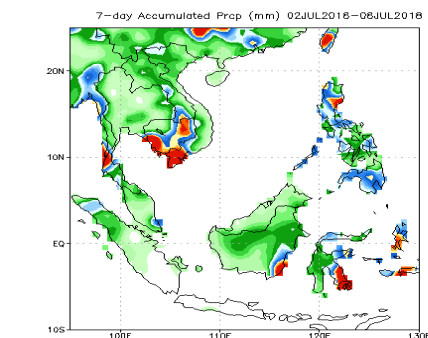 7-day Accumulated Prcp (mm) 02JUL2018-08JUL2018
20N
10N
EQ
10S
100E
110E
120E
130E